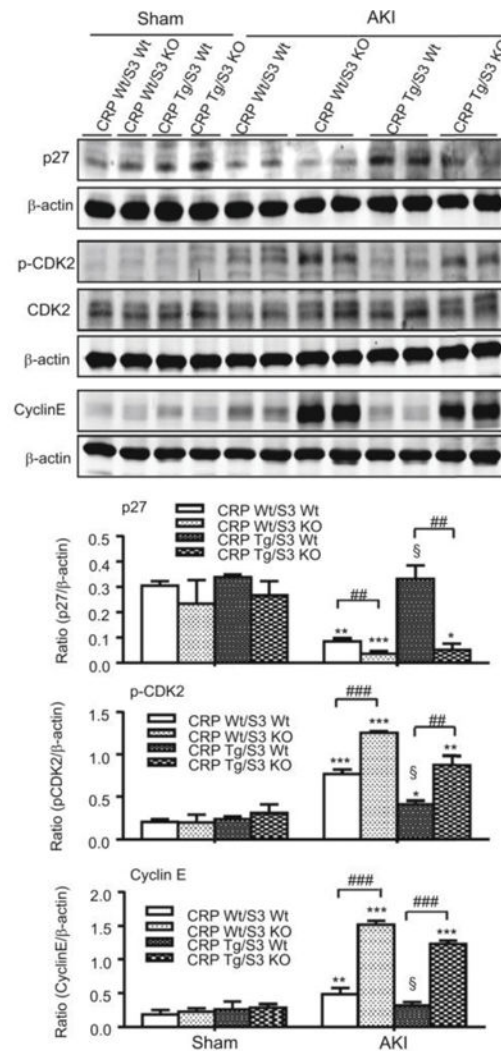 Sham AKI
CRP Wt/S3 Wt
CRP Wt/S3 KO
CRP Tg/S3 Wt
CRP Tg/S3 KO
CRP Wt/S3 Wt
CRP Wt/S3 KO
CRP Tg/S3 Wt
CRP Tg/S3 KO
p27
β-actin
p-CDK2
CDK2
β-actin
CyclinE
β-actin
p27
CRP Wt/S3 Wt
CRP Wt/S3 KO
CRP Tg/S3 Wt
CRP Tg/S3 KO
Ratio (p27/β-actin)
0.5
0.4
0.3
0.2
0.1
0.0
##
** ***
§
##
*
p-CDK2
CRP Wt/S3 Wt
CRP Wt/S3 KO
CRP Tg/S3 Wt
CRP Tg/S3 KO
Ratio (pCDK2/β-actin)
1.5
1.0
0.5
0.0
###
*** ***
§
*
##
**
Cyclin E
CRP Wt/S3 Wt
CRP Wt/S3 KO
CRP Tg/S3 Wt
CRP Tg/S3 KO
Ratio (CyclinE/β-actin)
2.0
1.5
1.0
0.5
0.0
###
** ***
§
###
***
Sham AKI